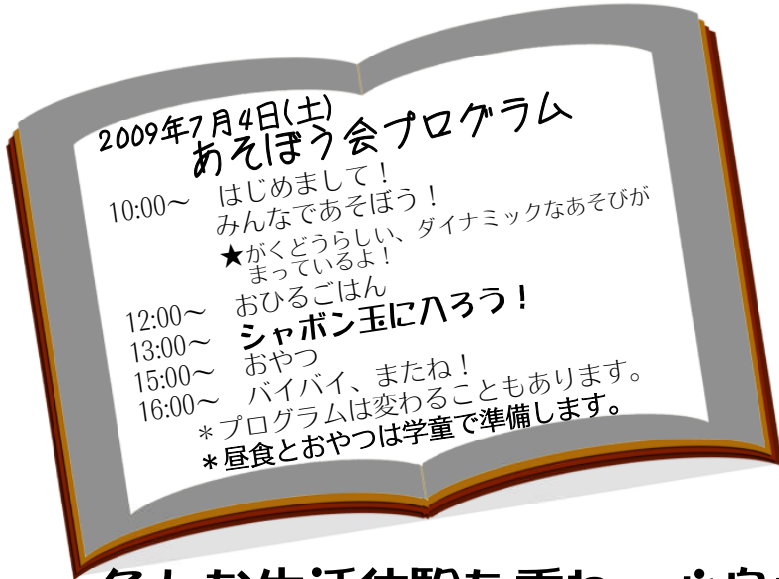 2009年7月4日(土)
あそぼう会プログラム
10:00～ はじめまして！
みんなであそぼう！
★がくどうらしい、ダイナミックなあそびが
まっているよ！
12:00～ おひるごはん
13:00～ シャボン玉に入ろう！
15:00～ おやつ
16:00～ バイバイ、またね！
＊プログラムは変わることもあります。
＊昼食とおやつは学童で準備します。